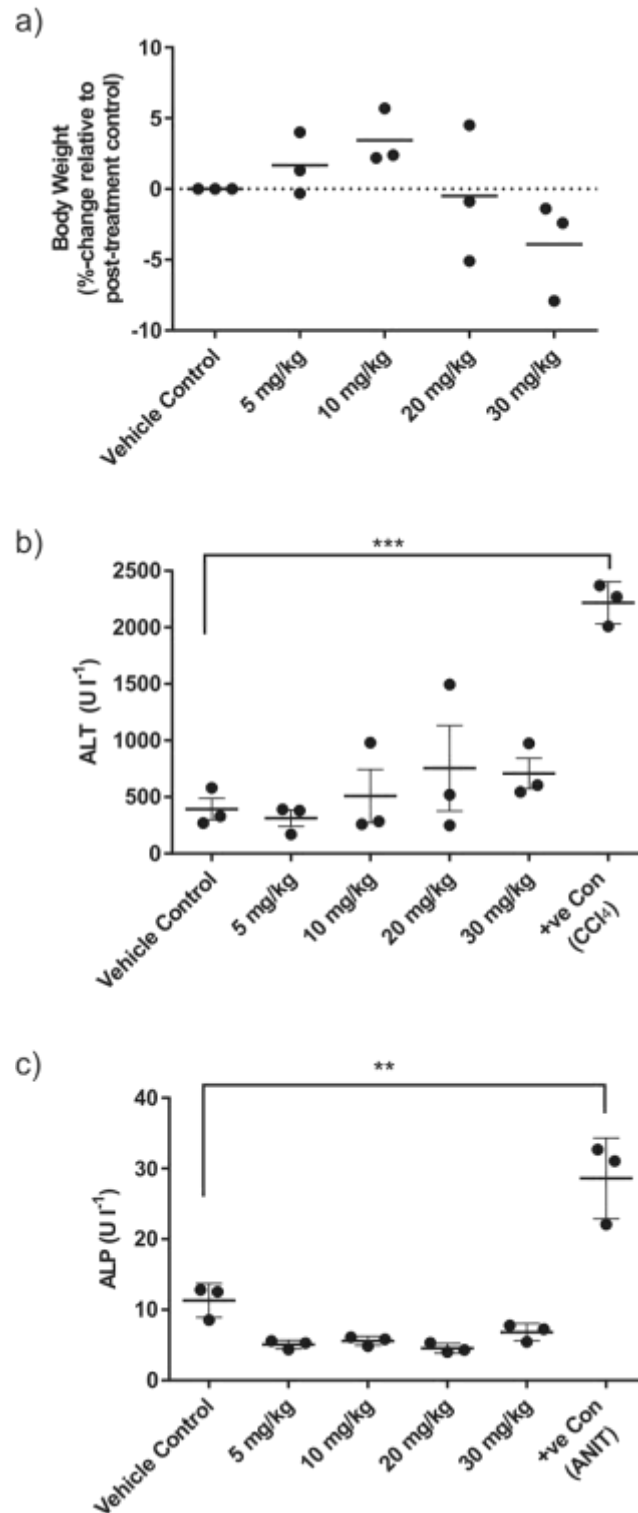 a)
Body Weight
(%-change relative to
post-treatment control)
10
5
0
-5
-10
Vehicle Control
5 mg/kg
10 mg/kg
20 mg/kg
30 mg/kg
b)
***
ALT (U l⁻¹)
2500
2000
1500
1000
500
0
Vehicle Control
5 mg/kg
10 mg/kg
20 mg/kg
30 mg/kg
+ve Con
(CCl₄)
c)
**
ALP (U l⁻¹)
40
30
20
10
0
Vehicle Control
5 mg/kg
10 mg/kg
20 mg/kg
30 mg/kg
+ve Con
(ANIT)